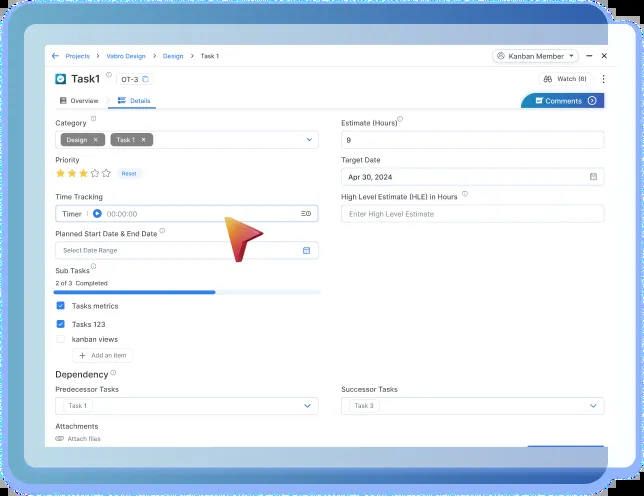 Projects > Vabro Design > Design > Task 1
Kanban Member
Task1 OT-3
Watch (6)
Overview
Details
Comments
Category
Design × Task 1 ×
Estimate (Hours)
9
Priority
Reset
Target Date
Apr 30, 2024
Time Tracking
Timer 00:00:00
High Level Estimate (HLE) in Hours
Enter High Level Estimate
Planned Start Date & End Date
Select Date Range
Sub Tasks
2 of 3 Completed
Tasks metrics
Tasks 123
kanban views
+ Add an item
Dependency
Predecessor Tasks
Task 1
Successor Tasks
Task 3
Attachments
Attach files